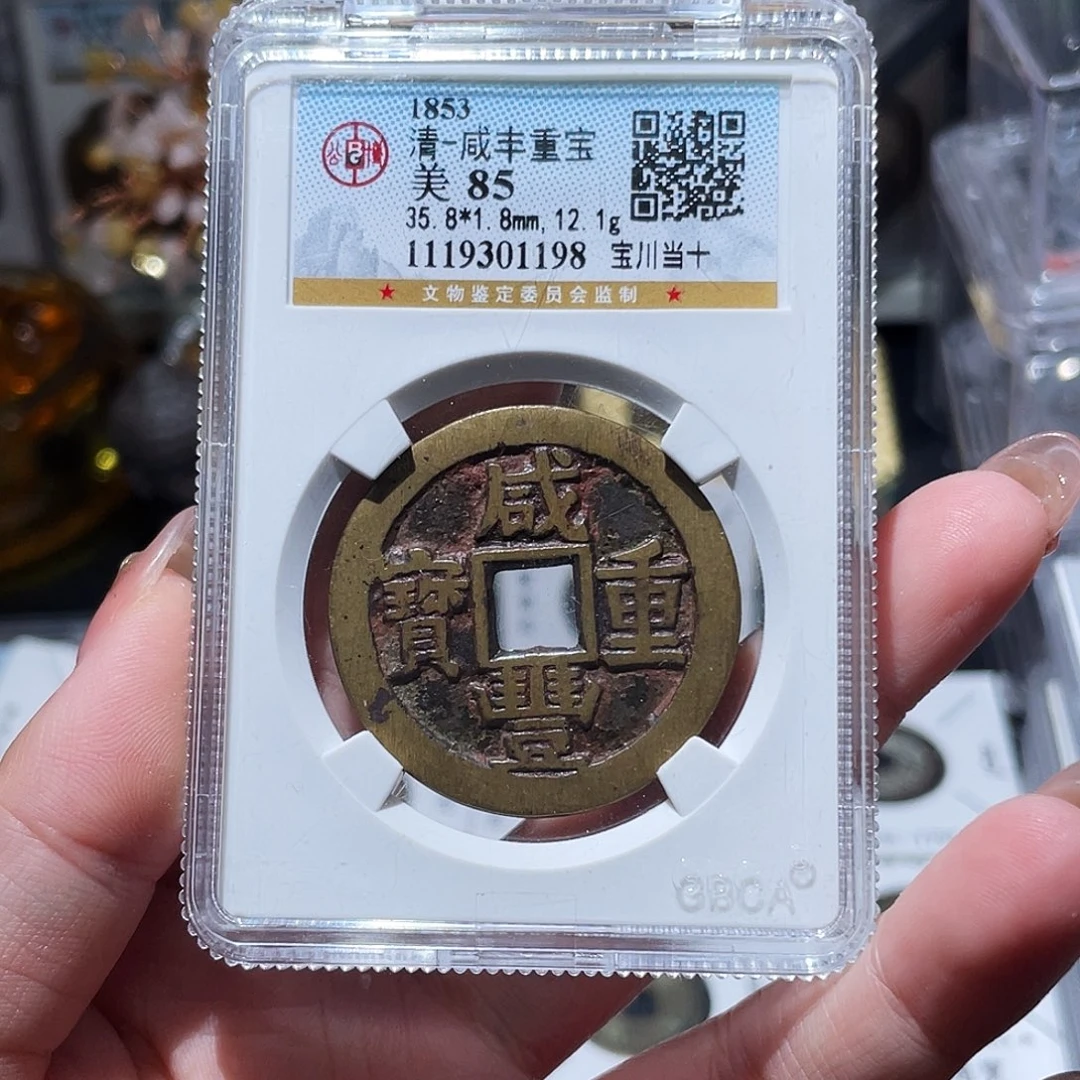 1853
清-咸丰重宝
美 85
35.8*1.8mm,12.1g
1119301198 宝川当十
★ 文物鉴定委员会监制 ★
咸
寶 重
豐
GBCA